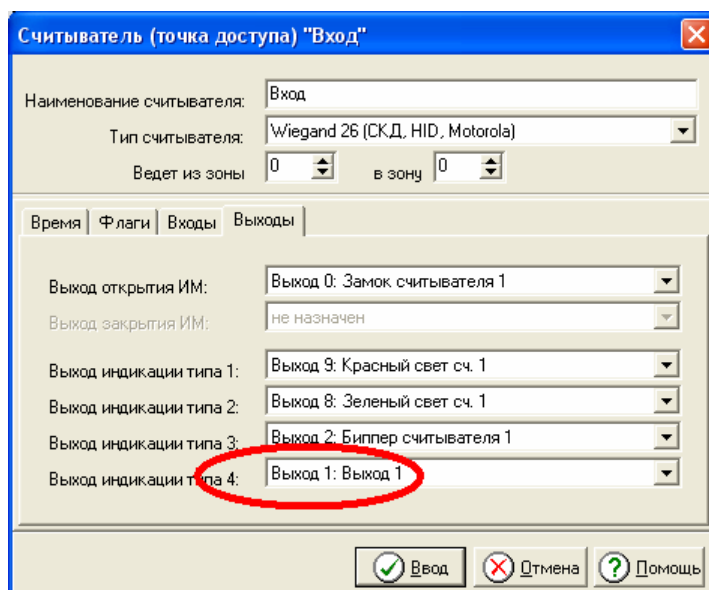 Считыватель (точка доступа) "Вход"
Наименование считывателя: Вход
Тип считывателя: Wiegand 26 (СКД, HID, Motorola)
Ведет из зоны 0 в зону 0
Время Флаги Входы Выходы
Выход открытия ИМ: Выход 0: Замок считывателя 1
Выход закрытия ИМ: не назначен
Выход индикации типа 1: Выход 9: Красный свет сч. 1
Выход индикации типа 2: Выход 8: Зеленый свет сч. 1
Выход индикации типа 3: Выход 2: Биппер считывателя 1
Выход индикации типа 4: Выход 1: Выход 1
Ввод Отмена Помощь